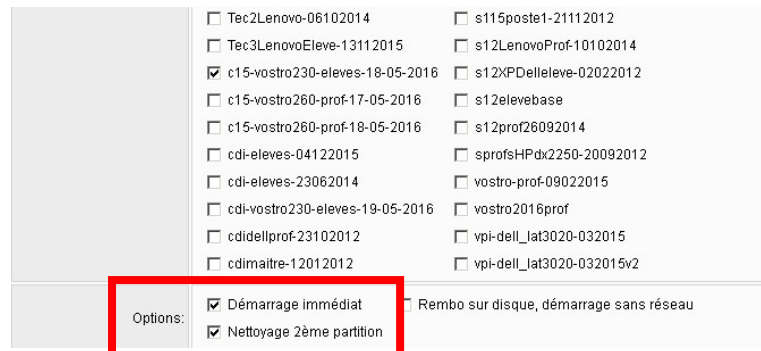 Tec2Lenovo-06102014 s115poste1-21112012
Tec3LenovoEleve-13112015 s12LenovoProf-10102014
c15-vostro230-eleves-18-05-2016 s12XPDelleleve-02022012
c15-vostro260-prof-17-05-2016 s12elevebase
c15-vostro260-prof-18-05-2016 s12prof26092014
cdi-eleves-04122015 sprofsHPdx2250-20092012
cdi-eleves-23062014 vostro-prof-09022015
cdi-vostro230-eleves-19-05-2016 vostro2016prof
cdidellprof-23102012 vpi-dell_lat3020-032015
cdimaitre-12012012 vpi-dell_lat3020-032015v2
Options: Démarrage immédiat Rembo sur disque, démarrage sans réseau
Nettoyage 2ème partition